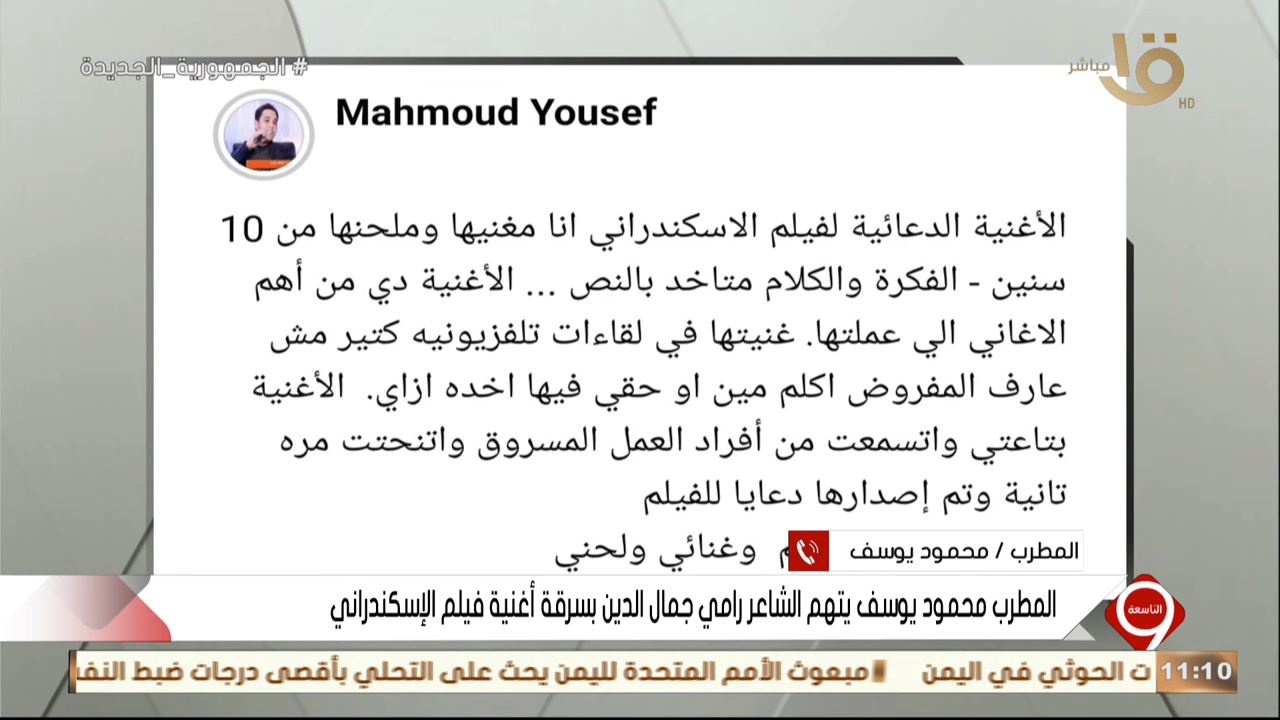 #الجمهورية_الجديدة
مباشر
HD
Mahmoud Yousef
الأغنية الدعائية لفيلم الاسكندراني انا مغنيها وملحنها من 10
سنين - الفكرة والكلام متاخد بالنص ... الأغنية دي من أهم
الاغاني الي عملتها. غنيتها في لقاءات تلفزيونيه كتير مش
عارف المفروض اكلم مين او حقي فيها اخده ازاي. الأغنية
بتاعتي واتسمعت من أفراد العمل المسروق واتنحتت مره
تانية وتم إصدارها دعايا للفيلم
وغنائي ولحني
المطرب / محمود يوسف
المطرب محمود يوسف يتهم الشاعر رامي جمال الدين بسرقة أغنية فيلم الإسكندراني
التاسعة
11:10 ت الحوثي في اليمن مبعوث الأمم المتحدة لليمن يحث على التحلي بأقصى درجات ضبط النف